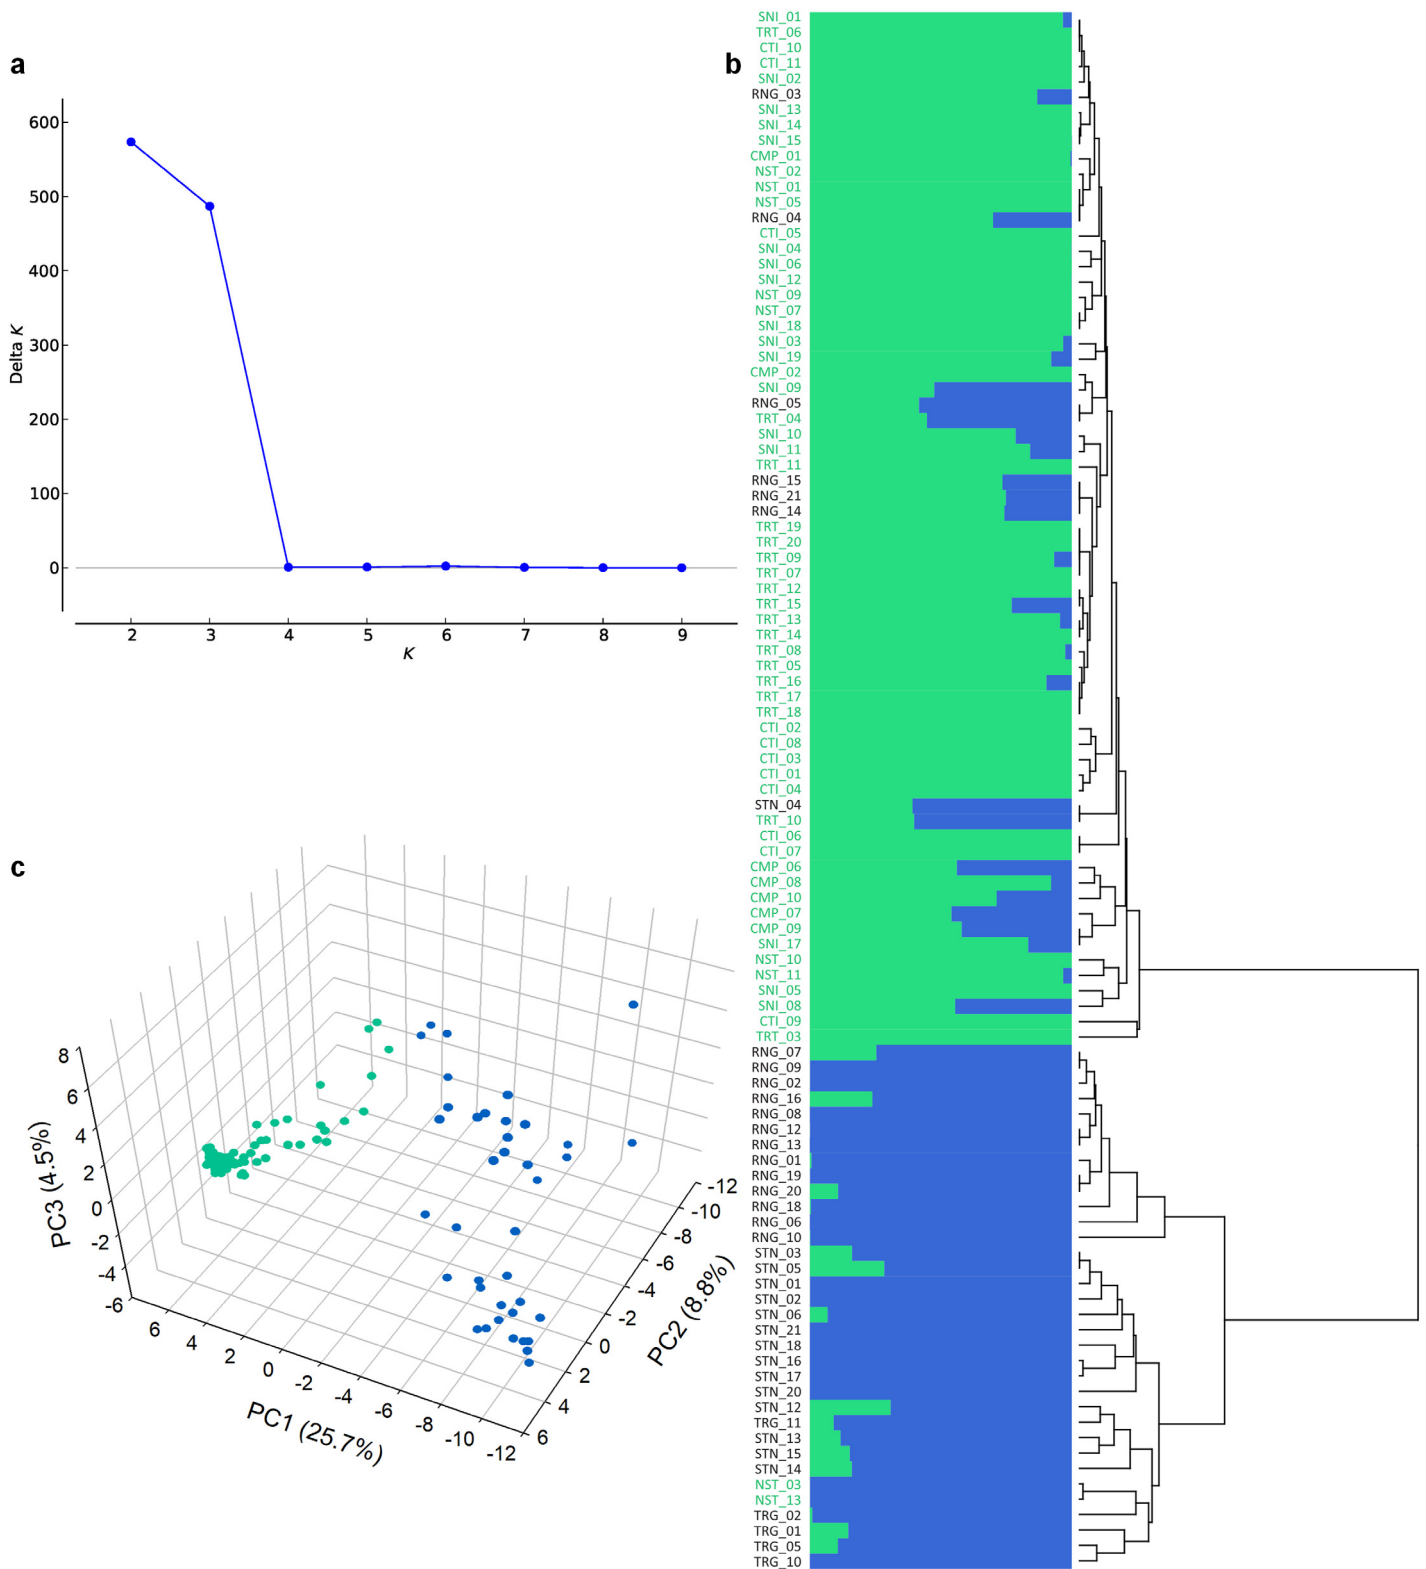 a
600
500
400
300
200
100
0
Delta K
2 3 4 5 6 7 8 9
K
b
SNI_01
TRT_06
CTI_10
CTI_11
SNI_02
RNG_03
SNI_13
SNI_14
SNI_15
CMP_01
NST_02
NST_01
NST_05
RNG_04
CTI_05
SNI_04
SNI_06
SNI_12
NST_09
NST_07
SNI_18
SNI_03
SNI_19
CMP_02
SNI_09
RNG_05
TRT_04
SNI_10
SNI_11
TRT_11
RNG_15
RNG_21
RNG_14
TRT_19
TRT_20
TRT_09
TRT_07
TRT_12
TRT_15
TRT_13
TRT_14
TRT_08
TRT_05
TRT_16
TRT_17
TRT_18
CTI_02
CTI_08
CTI_03
CTI_01
CTI_04
STN_04
TRT_10
CTI_06
CTI_07
CMP_06
CMP_08
CMP_10
CMP_07
CMP_09
SNI_17
NST_10
NST_11
SNI_05
SNI_08
CTI_09
TRT_03
RNG_07
RNG_09
RNG_02
RNG_16
RNG_08
RNG_12
RNG_13
RNG_01
RNG_19
RNG_20
RNG_18
RNG_06
RNG_10
STN_03
STN_05
STN_01
STN_02
STN_06
STN_21
STN_18
STN_16
STN_17
STN_20
STN_12
TRG_11
STN_13
STN_15
STN_14
NST_03
NST_13
TRG_02
TRG_01
TRG_05
TRG_10
c
8
6
4
2
0
-2
-4
-6
PC3 (4.5%)
6 4 2 0 -2 -4 -6 -8 -10 -12
PC1 (25.7%)
-12
-10
-8
-6
-4
-2
0
2
4
6
PC2 (8.8%)